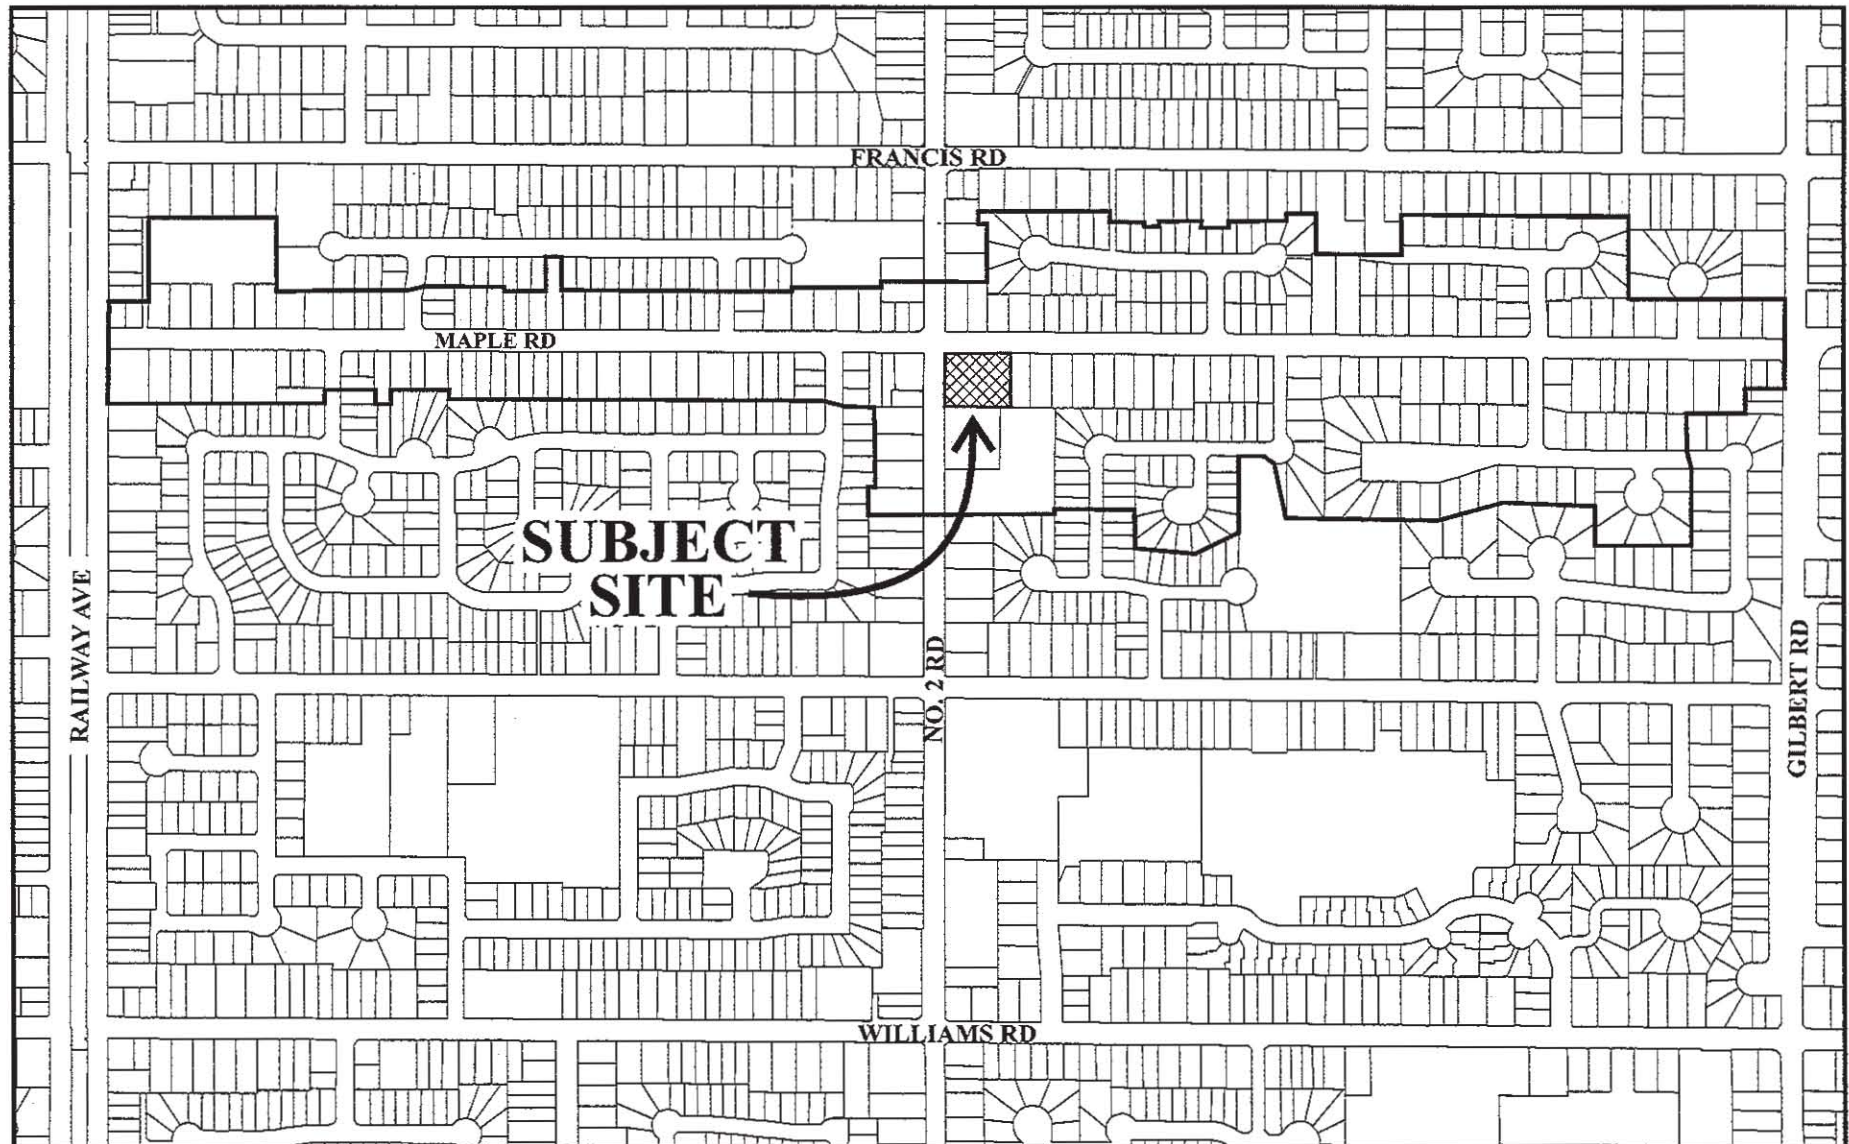 FRANCIS RD
MAPLE RD
SUBJECT
SITE
RAILWAY AVE
NO. 2 RD
GILBERT RD
WILLIAMS RD